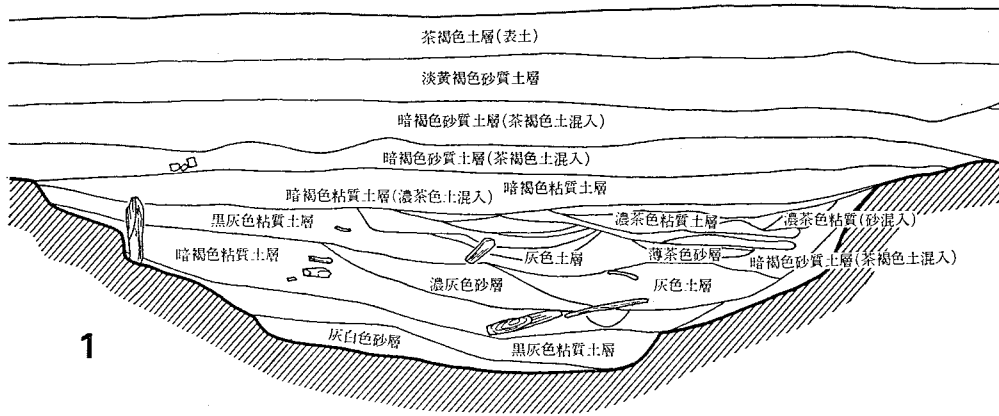 茶褐色土層(表土)
淡黄褐色砂質土層
暗褐色砂質土層(茶褐色土混入)
暗褐色砂質土層(茶褐色土混入)
暗褐色粘質土層(濃茶色土混入)
暗褐色粘質土層
黒灰色粘質土層
濃茶色粘質土層
濃茶色粘質(砂混入)
暗褐色粘質土層
灰色土層
薄茶色砂層
暗褐色砂質土層(茶褐色土混入)
濃灰色砂層
灰色土層
灰白色砂層
黒灰色粘質土層
1